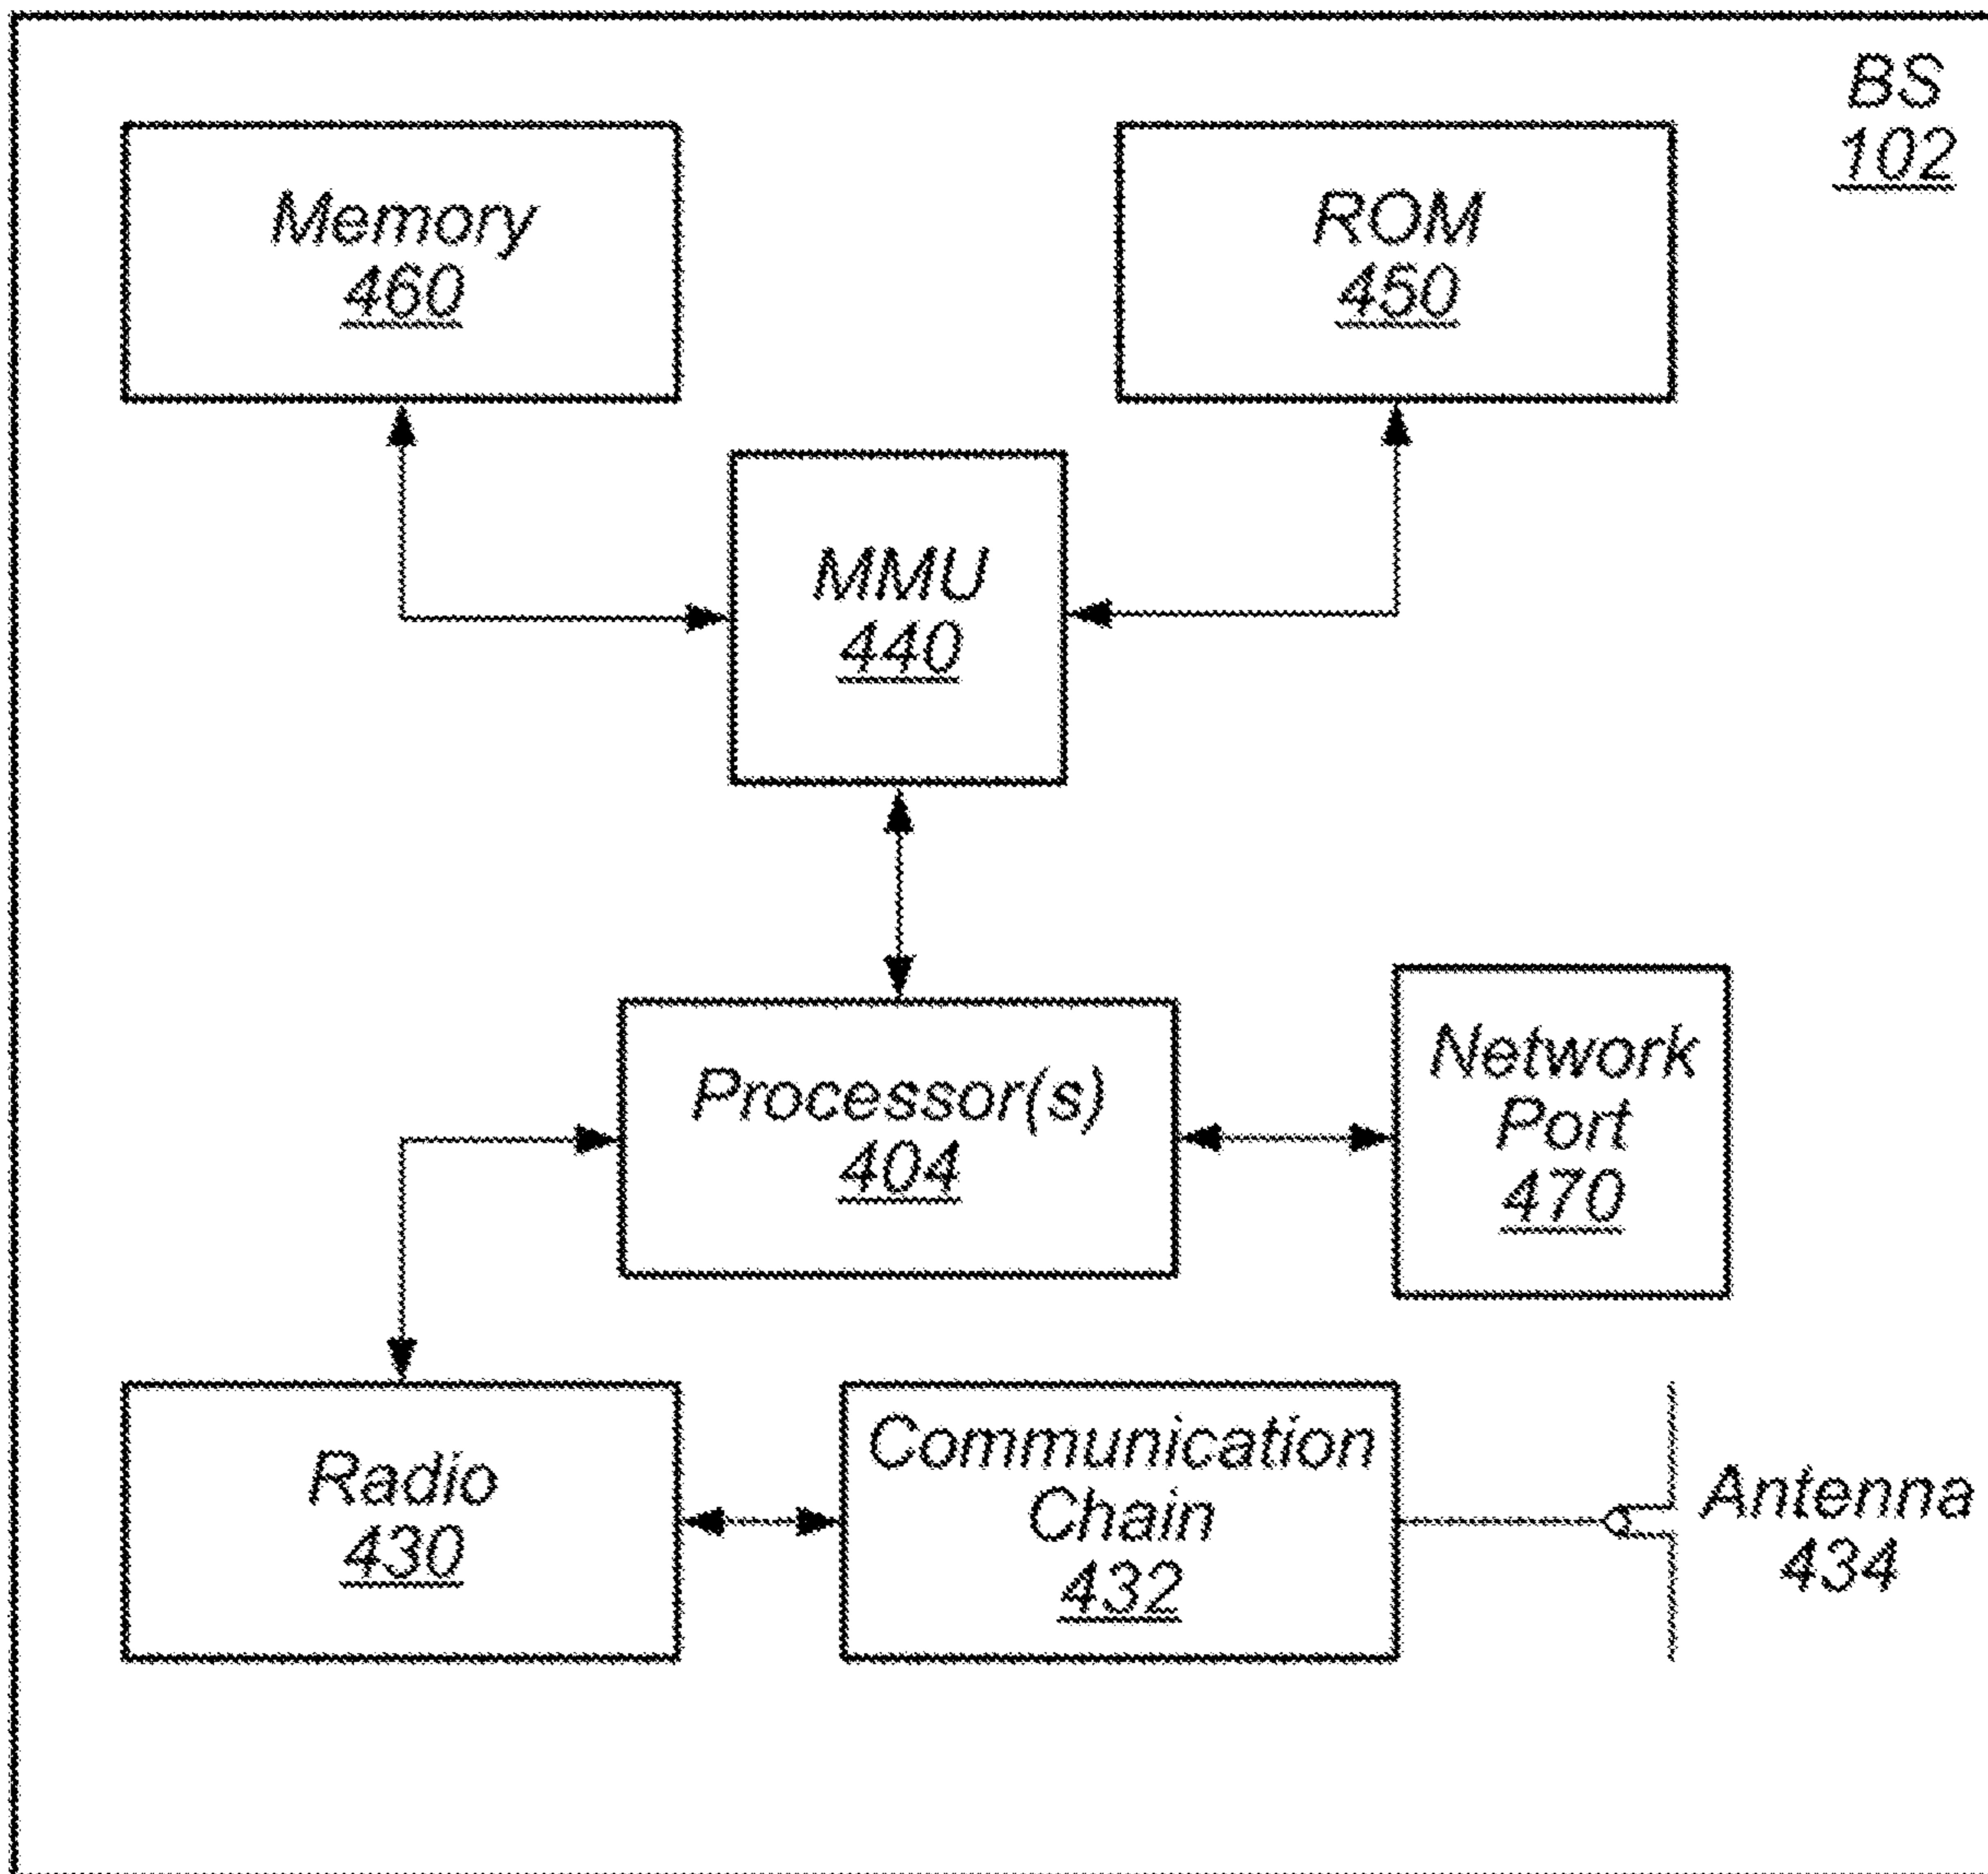 BS
102
Memory
460
ROM
450
MMU
440
Processor(s)
404
Network
Port
470
Radio
430
Communication
Chain
432
Antenna
434